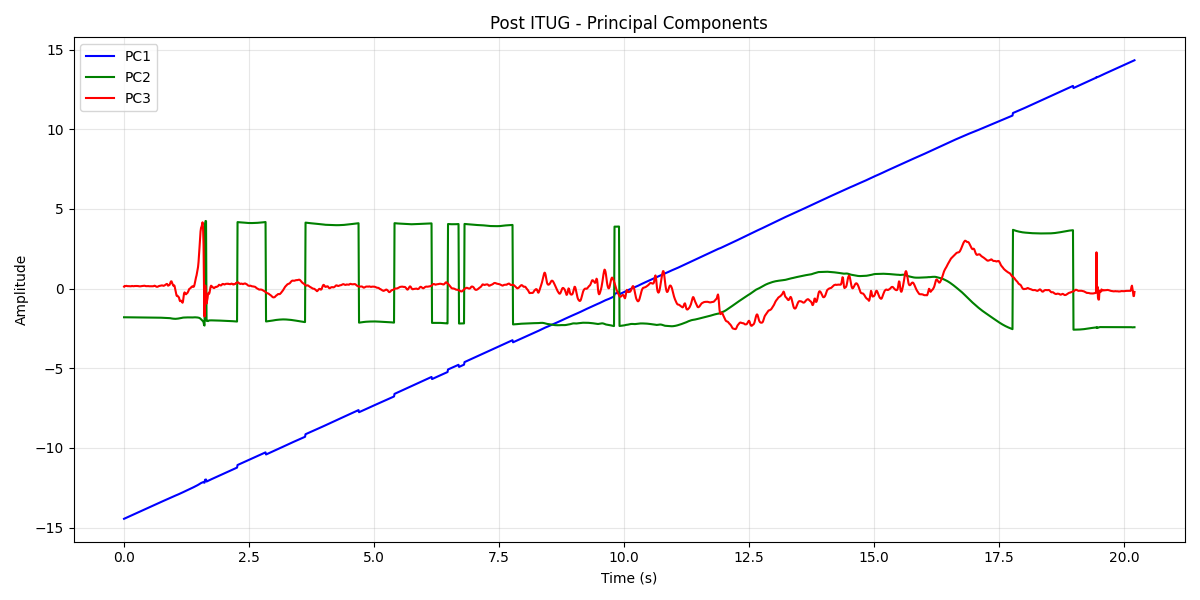 Post ITUG - Principal Components
PC1
PC2
PC3
Amplitude
15
10
5
0
−5
−10
−15
0.0 2.5 5.0 7.5 10.0 12.5 15.0 17.5 20.0
Time (s)